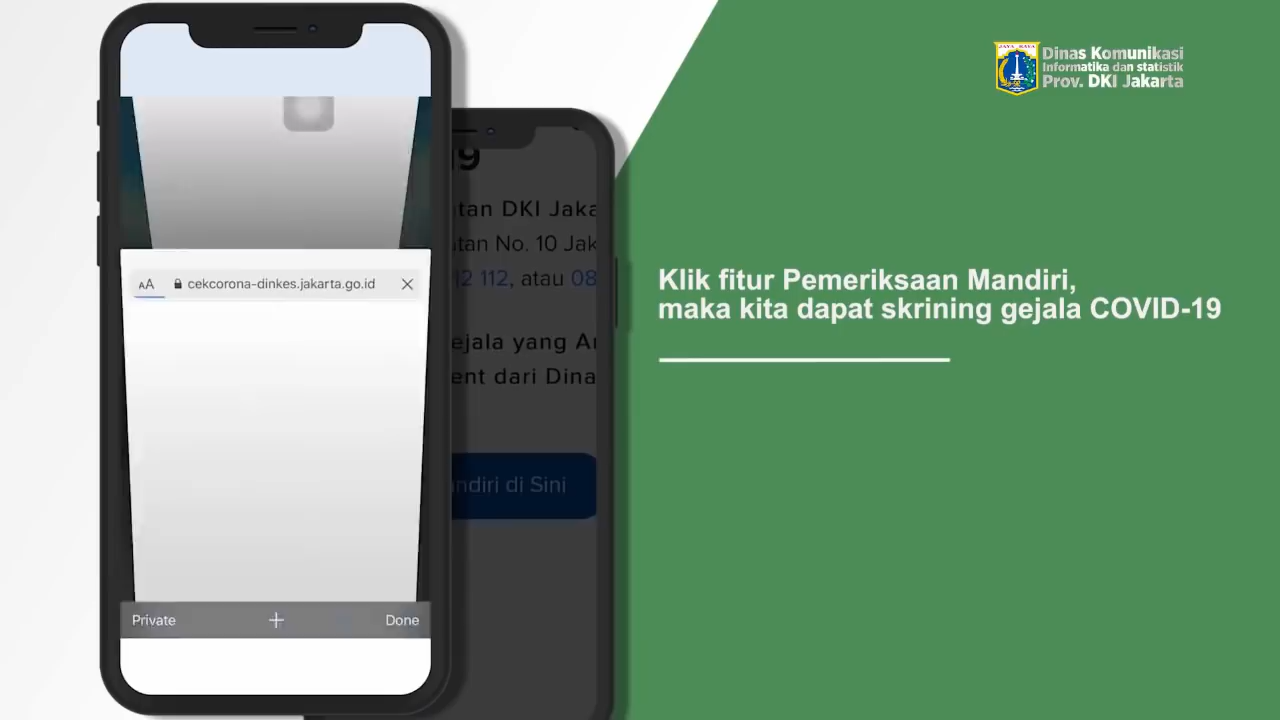 Dinas Komunikasi
Informatika dan statistik
Prov. DKI Jakarta
JAYA RAYA
Klik fitur Pemeriksaan Mandiri,
maka kita dapat skrining gejala COVID-19
AA cekcorona-dinkes.jakarta.go.id
Private + Done
19
tan DKI Jaka
tan No. 10 Jak
12 112, atau 08
ejala yang A
ent dari Dina
ndiri di Sini